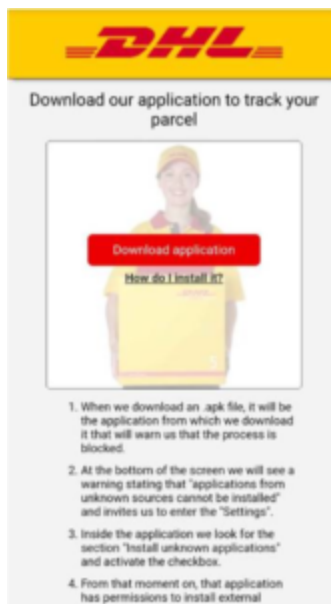 DHL
Download our application to track your
parcel
Download application
How do I install it?
1. When we download an .apk file, it will be
the application from which we download
it that will warn us that the process is
blocked.
2. At the bottom of the screen we will see a
warning stating that "applications from
unknown sources cannot be installed"
and invites us to enter the "Settings".
3. Inside the application we look for the
section "Install unknown applications"
and activate the checkbox.
4. From that moment on, that application
has permissions to install external